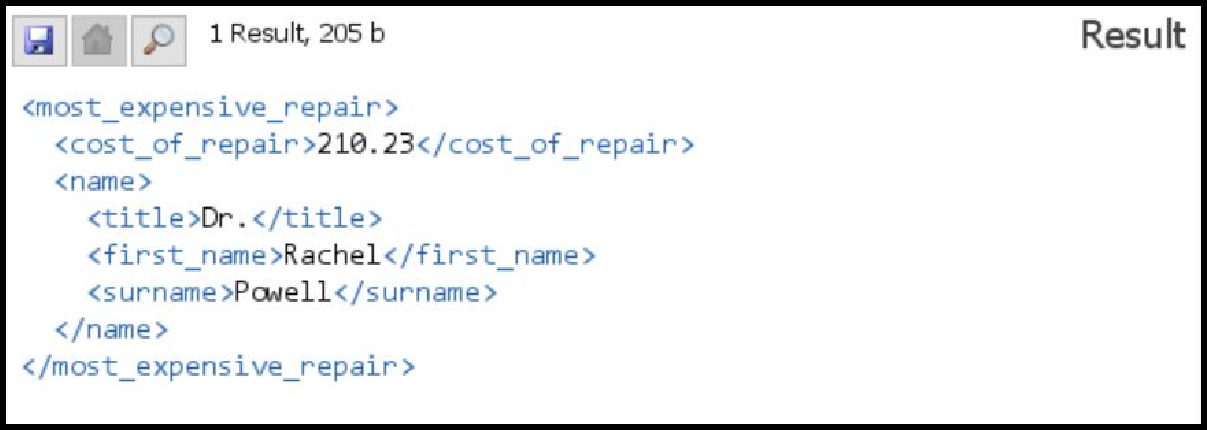 1 Result, 205 b
Result
<most_expensive_repair>
<cost_of_repair>210.23</cost_of_repair>
<name>
<title>Dr.</title>
<first_name>Rachel</first_name>
<surname>Powell</surname>
</name>
</most_expensive_repair>